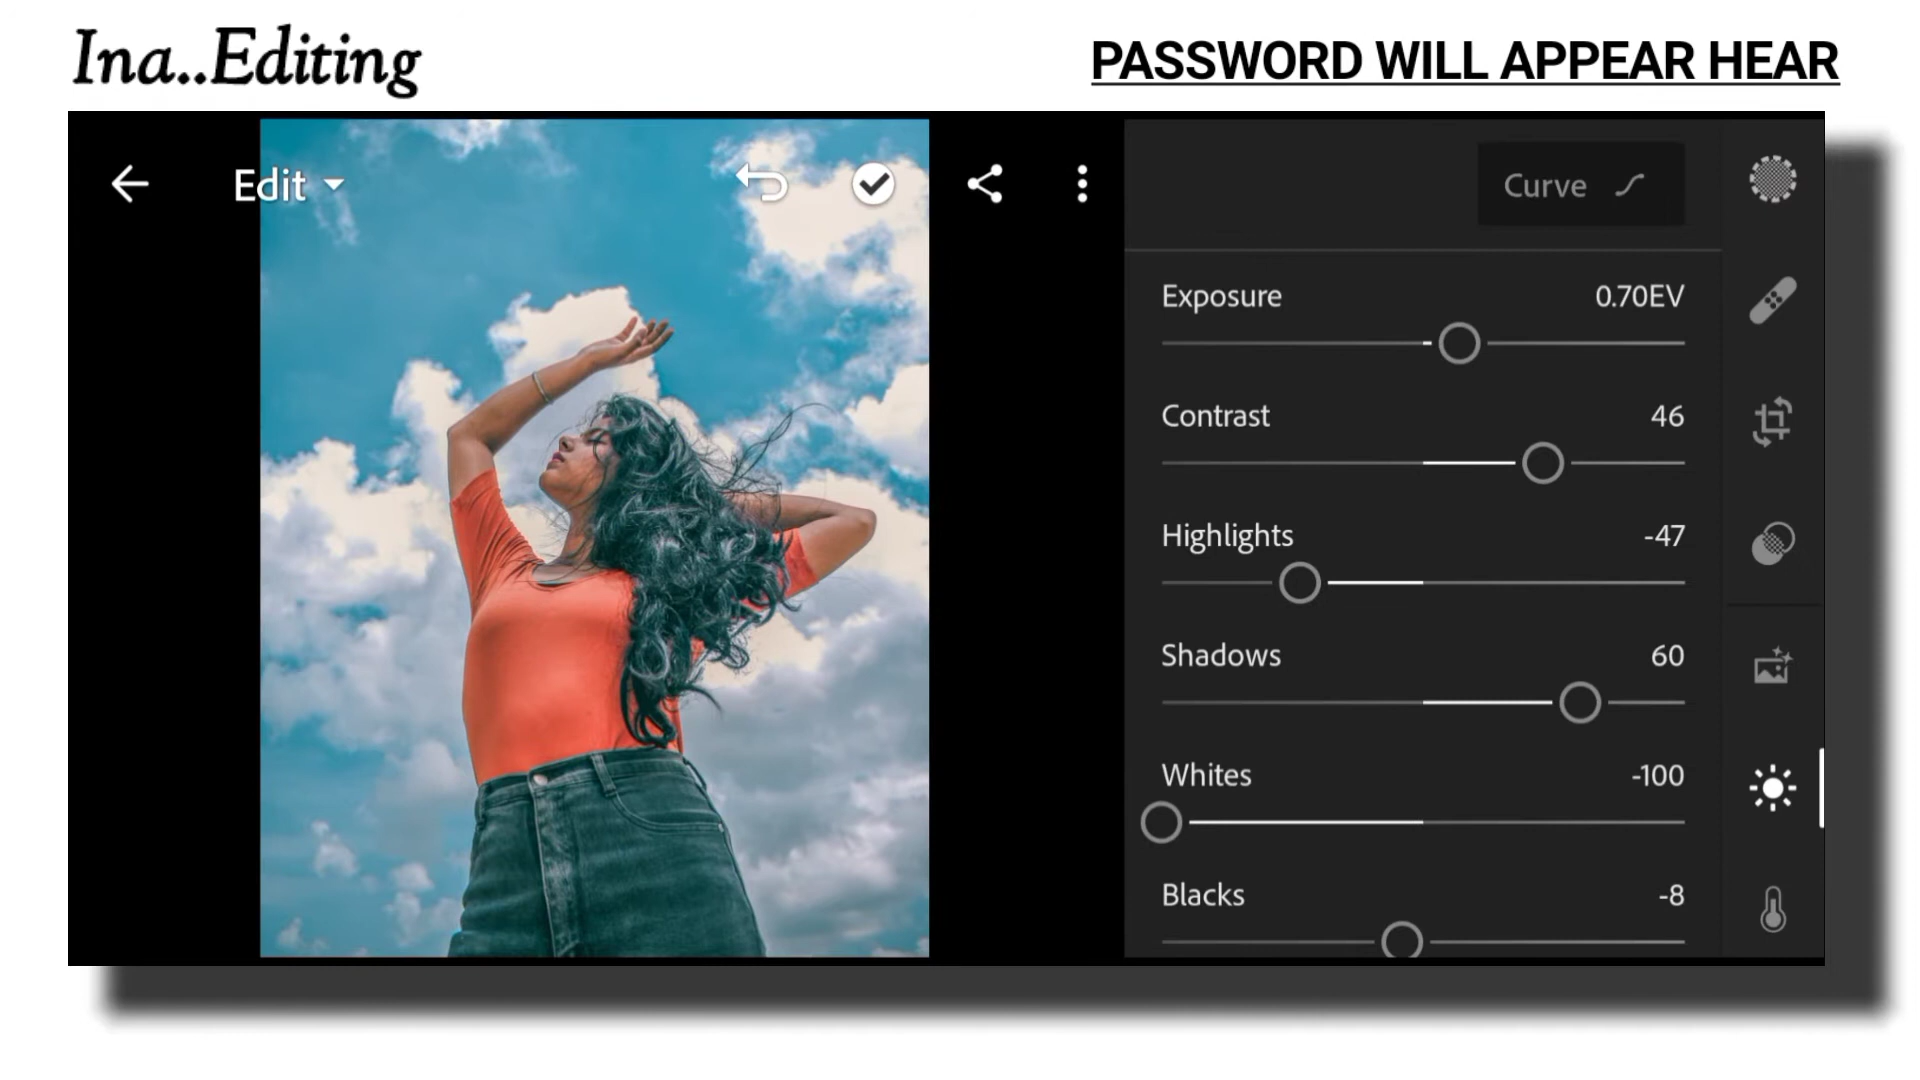 Ina..Editing
PASSWORD WILL APPEAR HEAR
Edit
Curve
Exposure 0.70EV
Contrast 46
Highlights -47
Shadows 60
Whites -100
Blacks -8